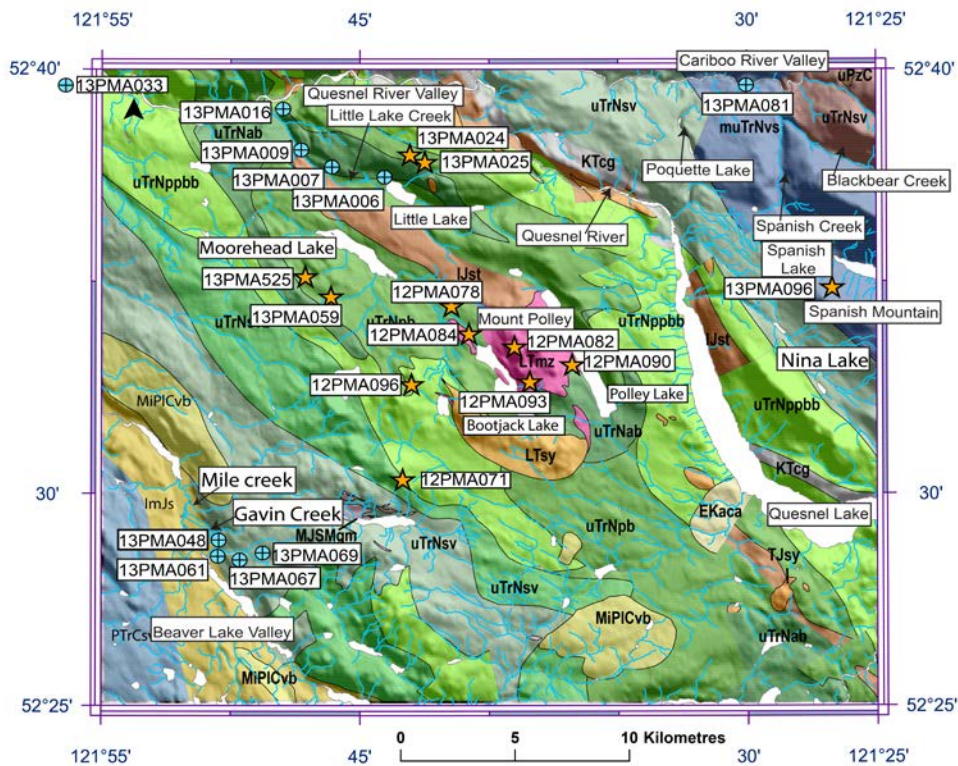 121°55'
45'
30'
121°25'
52°40'
52°40'
Cariboo River Valley
uPzC
13PMA033
Quesnel River Valley
uTrNsv
13PMA081
13PMA016
Little Lake Creek
uTrNsv
uTrNab
13PMA024
muTrNvs
13PMA009
13PMA025
KTcg
Poquette Lake
Blackbear Creek
uTrNppbb
13PMA007
13PMA006
Little Lake
Quesnel River
Spanish Creek
Moorehead Lake
Spanish
Lake
13PMA525
12PMA078
lJst
13PMA096
13PMA059
uTrNpb
Mount Polley
uTrNppbb
Spanish Mountain
12PMA084
12PMA082
lJst
LTmz
12PMA090
Nina Lake
12PMA096
12PMA093
Polley Lake
uTrNppbb
MiPlCvb
Bootjack Lake
uTrNab
LTsy
KTcg
Mile creek
12PMA071
30'
30'
lmJs
EKaca
Quesnel Lake
Gavin Creek
uTrNpb
13PMA048
MJSMqm
13PMA069
uTrNsv
TJsy
13PMA061
13PMA067
uTrNsv
MiPlCvb
Beaver Lake Valley
uTrNab
MiPlCvb
52°25'
52°25'
121°55'
45'
0
5
10 Kilometres
30'
121°25'